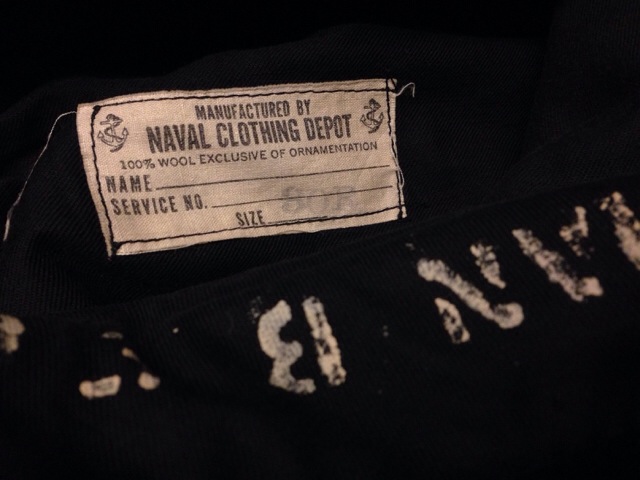 MANUFACTURED BY
NAVAL CLOTHING DEPOT
100% WOOL EXCLUSIVE OF ORNAMENTATION
NAME
SERVICE NO.
SIZE